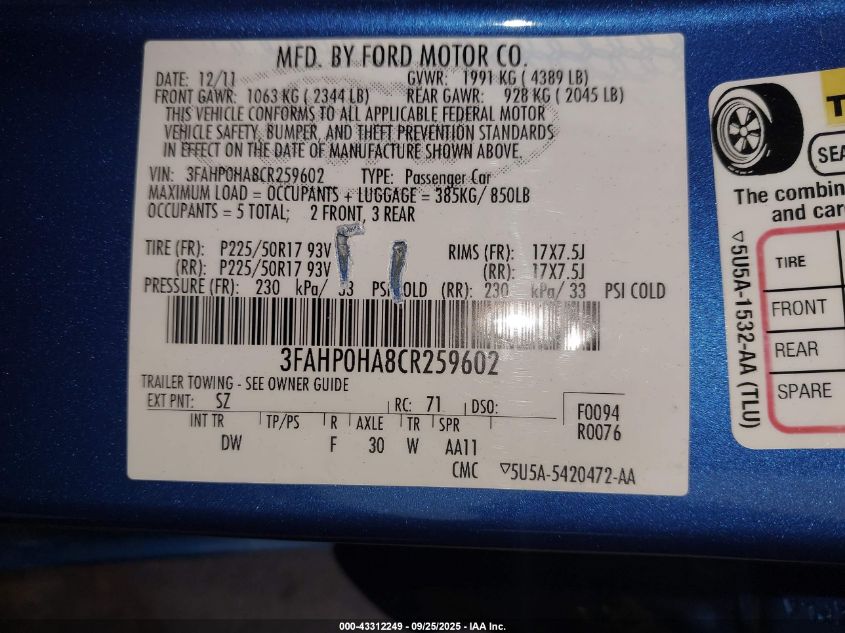 MFD. BY FORD MOTOR CO.
DATE: 12/11 GVWR: 1991 KG ( 4389 LB)
FRONT GAWR: 1063 KG ( 2344 LB) REAR GAWR: 928 KG ( 2045 LB)
THIS VEHICLE CONFORMS TO ALL APPLICABLE FEDERAL MOTOR
VEHICLE SAFETY, BUMPER, AND THEFT PREVENTION STANDARDS
IN EFFECT ON THE DATE OF MANUFACTURE SHOWN ABOVE.
VIN: 3FAHP0HA8CR259602 TYPE: Passenger Car
MAXIMUM LOAD = OCCUPANTS + LUGGAGE = 385KG/ 850LB
OCCUPANTS = 5 TOTAL; 2 FRONT, 3 REAR
TIRE (FR): P225/50R17 93V RIMS (FR): 17X7.5J
(RR): P225/50R17 93V (RR): 17X7.5J
PRESSURE (FR): 230 kPa/ 33 PSI COLD (RR): 230 kPa/ 33 PSI COLD
3FAHP0HA8CR259602
TRAILER TOWING - SEE OWNER GUIDE
EXT PNT: SZ RC: 71 DSO: F0094
INT TR TP/PS R AXLE TR SPR R0076
DW F 30 W AA11
CMC ▽5U5A-5420472-AA
SEA
The combin
and car
TIRE
FRONT
REAR
SPARE
▽5U5A-1532-AA (TLU)
000-43312249 - 09/25/2025 - IAA Inc.